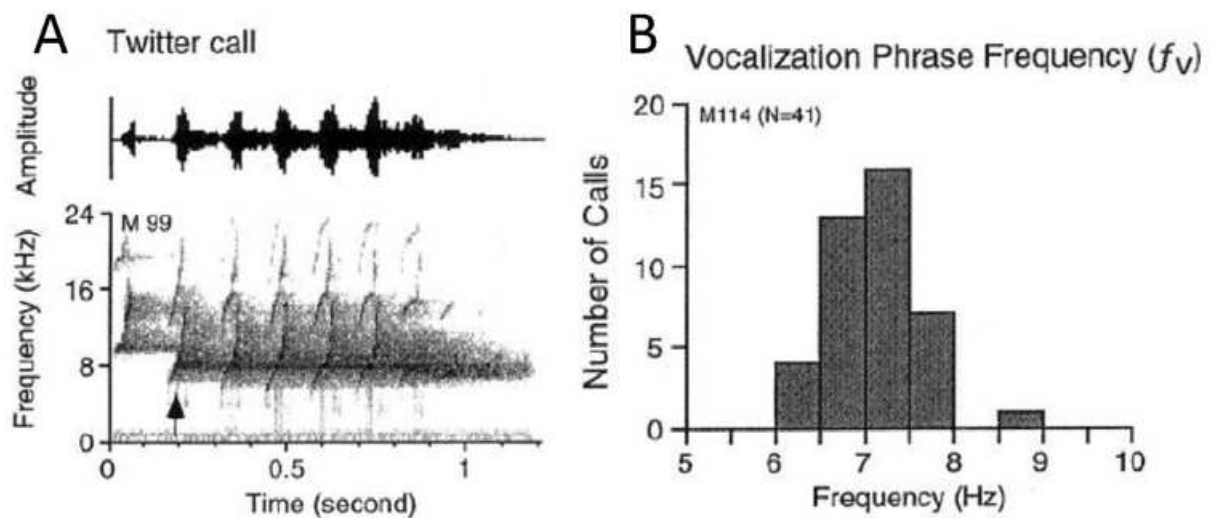 A Twitter call
Amplitude
M 99
Frequency (kHz)
24
16
8
0
0 0.5 1
Time (second)
B
Vocalization Phrase Frequency (fv)
M114 (N=41)
Number of Calls
20
15
10
5
0
5 6 7 8 9 10
Frequency (Hz)